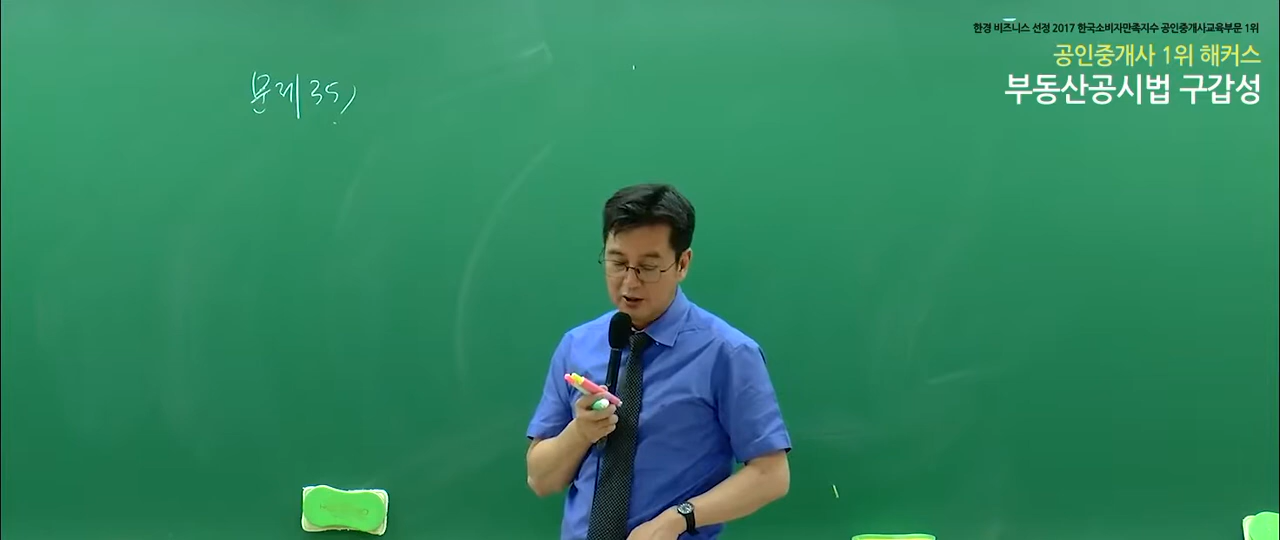 한경 비즈니스 선정 2017 한국소비자만족지수 공인중개사교육부문 1위
공인중개사 1위 해커스
부동산공시법 구갑성
문제 35)